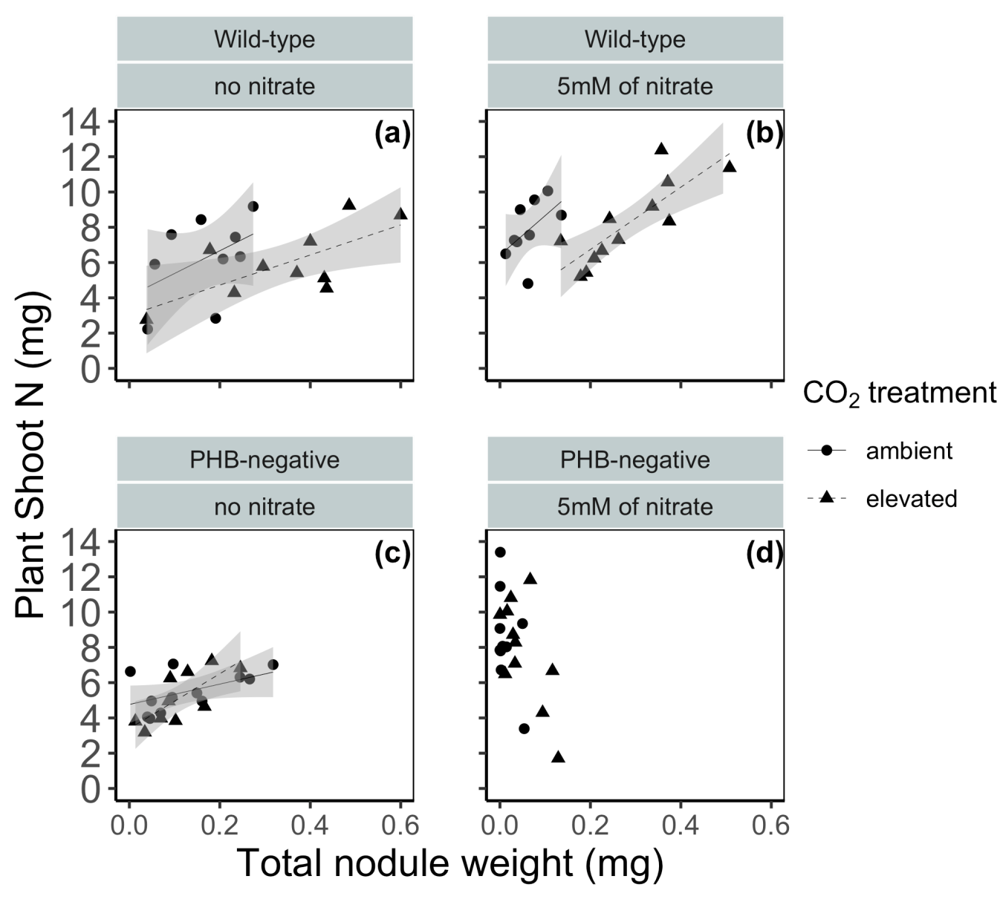 Wild-type
Wild-type
no nitrate
5mM of nitrate
(a)
(b)
14
12
10
8
6
4
2
0
Plant Shoot N (mg)
CO₂ treatment
ambient
elevated
PHB-negative
PHB-negative
no nitrate
5mM of nitrate
(c)
(d)
14
12
10
8
6
4
2
0
0.0 0.2 0.4 0.6
0.0 0.2 0.4 0.6
Total nodule weight (mg)